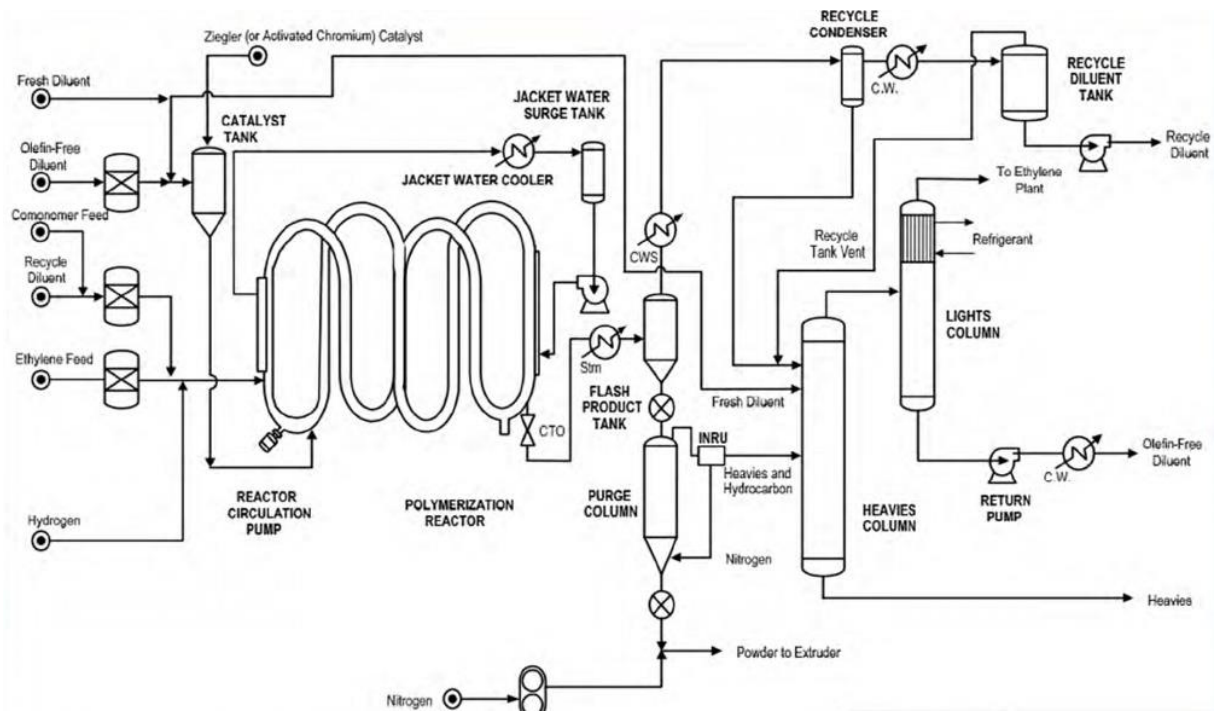 Ziegler (or Activated Chromium) Catalyst
RECYCLE
CONDENSER
RECYCLE
DILUENT
TANK
C.W.
Fresh Diluent
CATALYST
TANK
JACKET WATER
SURGE TANK
Olefin-Free
Diluent
JACKET WATER COOLER
Recycle
Diluent
To Ethylene
Plant
Comonomer Feed
Recycle
Diluent
CWS
Recycle
Tank Vent
Refrigerant
LIGHTS
COLUMN
Ethylene Feed
Stm
FLASH
PRODUCT
TANK
Fresh Diluent
CTO
INRU
Heavies and
Hydrocarbon
Olefin-Free
Diluent
C.W.
RETURN
PUMP
REACTOR
CIRCULATION
PUMP
POLYMERIZATION
REACTOR
PURGE
COLUMN
HEAVIES
COLUMN
Hydrogen
Nitrogen
Heavies
Powder to Extruder
Nitrogen